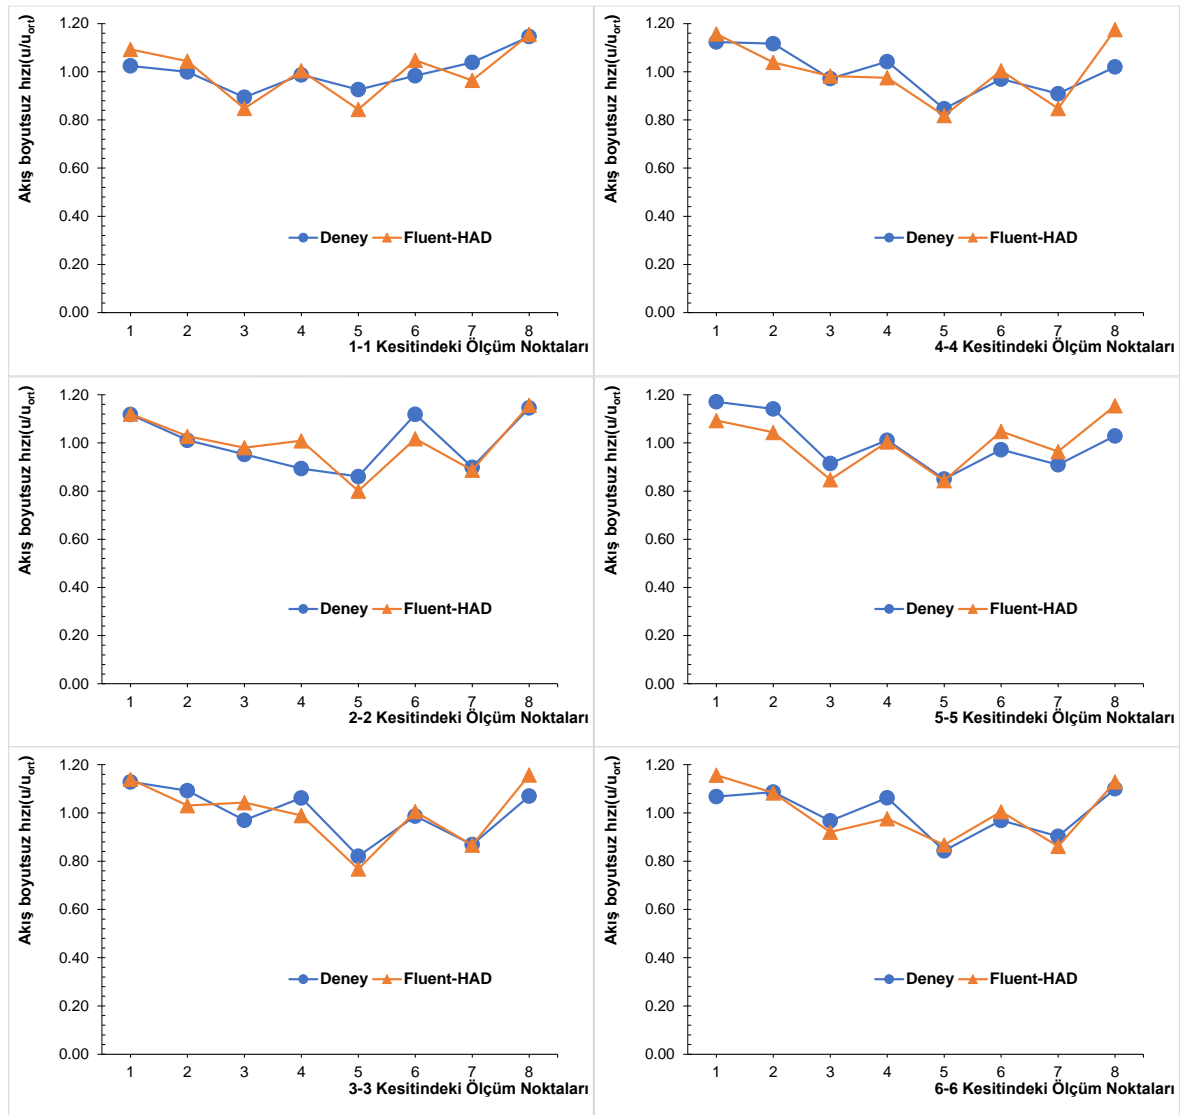 Akış boyutsuz hızı(u/uort)
1.20
1.00
0.80
0.60
0.40
0.20
0.00
Deney Fluent-HAD
1 2 3 4 5 6 7 8
1-1 Kesitindeki Ölçüm Noktaları
Akış boyutsuz hızı(u/uort)
1.20
1.00
0.80
0.60
0.40
0.20
0.00
Deney Fluent-HAD
1 2 3 4 5 6 7 8
4-4 Kesitindeki Ölçüm Noktaları
Akış boyutsuz hızı(u/uort)
1.20
1.00
0.80
0.60
0.40
0.20
0.00
Deney Fluent-HAD
1 2 3 4 5 6 7 8
2-2 Kesitindeki Ölçüm Noktaları
Akış boyutsuz hızı(u/uort)
1.20
1.00
0.80
0.60
0.40
0.20
0.00
Deney Fluent-HAD
1 2 3 4 5 6 7 8
5-5 Kesitindeki Ölçüm Noktaları
Akış boyutsuz hızı(u/uort)
1.20
1.00
0.80
0.60
0.40
0.20
0.00
Deney Fluent-HAD
1 2 3 4 5 6 7 8
3-3 Kesitindeki Ölçüm Noktaları
Akış boyutsuz hızı(u/uort)
1.20
1.00
0.80
0.60
0.40
0.20
0.00
Deney Fluent-HAD
1 2 3 4 5 6 7 8
6-6 Kesitindeki Ölçüm Noktaları